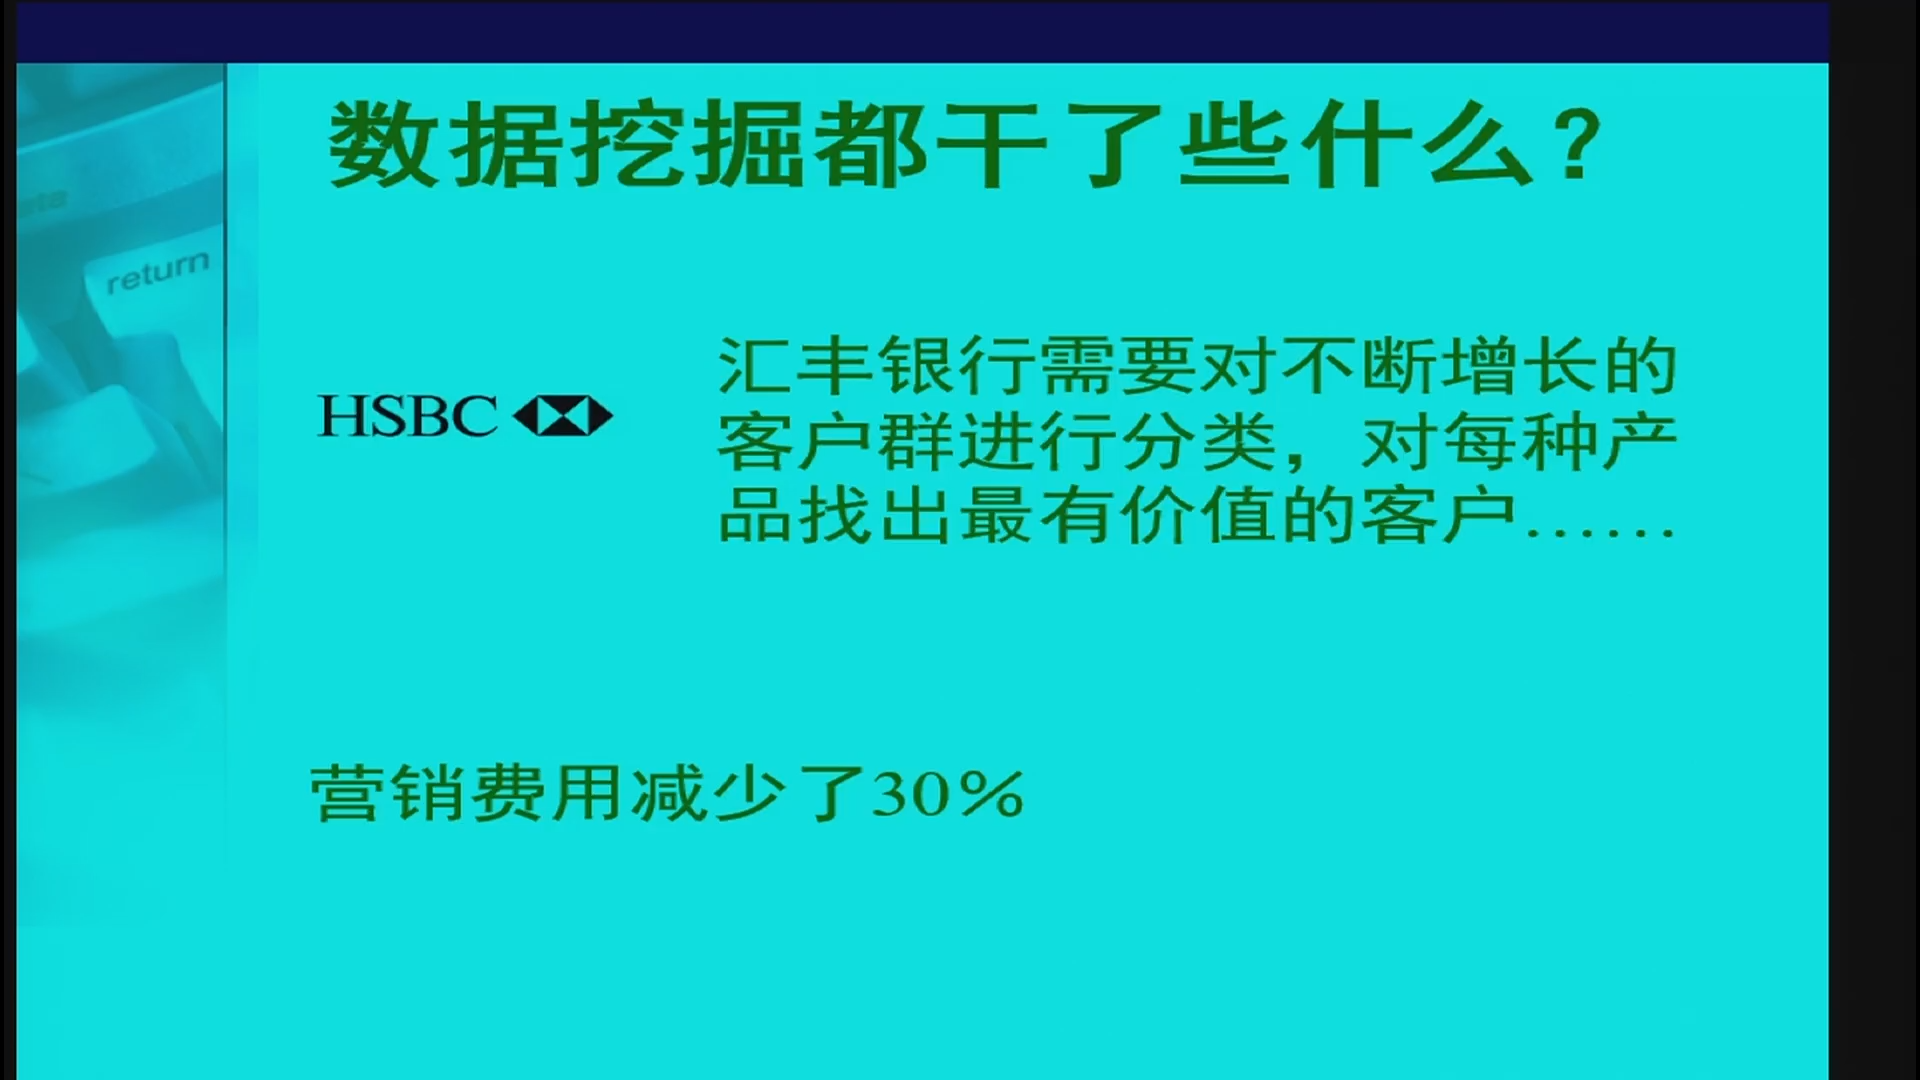 数据挖掘都干了些什么？
return
HSBC
汇丰银行需要对不断增长的
客户群进行分类，对每种产
品找出最有价值的客户……
营销费用减少了30%